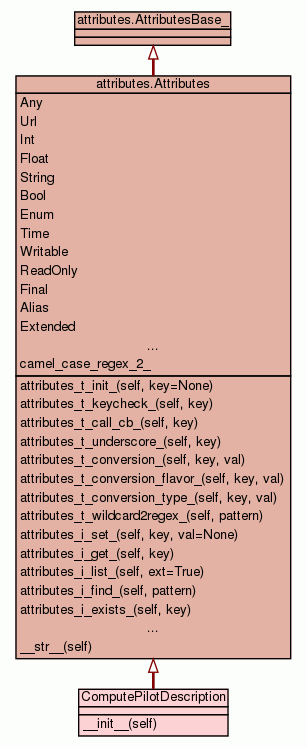 attributes.AttributesBase_
attributes.Attributes
Any
Url
Int
Float
String
Bool
Enum
Time
Writable
ReadOnly
Final
Alias
Extended
...
camel_case_regex_2_
attributes_t_init_(self, key=None)
attributes_t_keycheck_(self, key)
attributes_t_call_cb_(self, key)
attributes_t_underscore_(self, key)
attributes_t_conversion_(self, key, val)
attributes_t_conversion_flavor_(self, key, val)
attributes_t_conversion_type_(self, key, val)
attributes_t_wildcard2regex_(self, pattern)
attributes_i_set_(self, key, val=None)
attributes_i_get_(self, key)
attributes_i_list_(self, ext=True)
attributes_i_find_(self, pattern)
attributes_i_exists_(self, key)
...
__str__(self)
ComputePilotDescription
__init__(self)